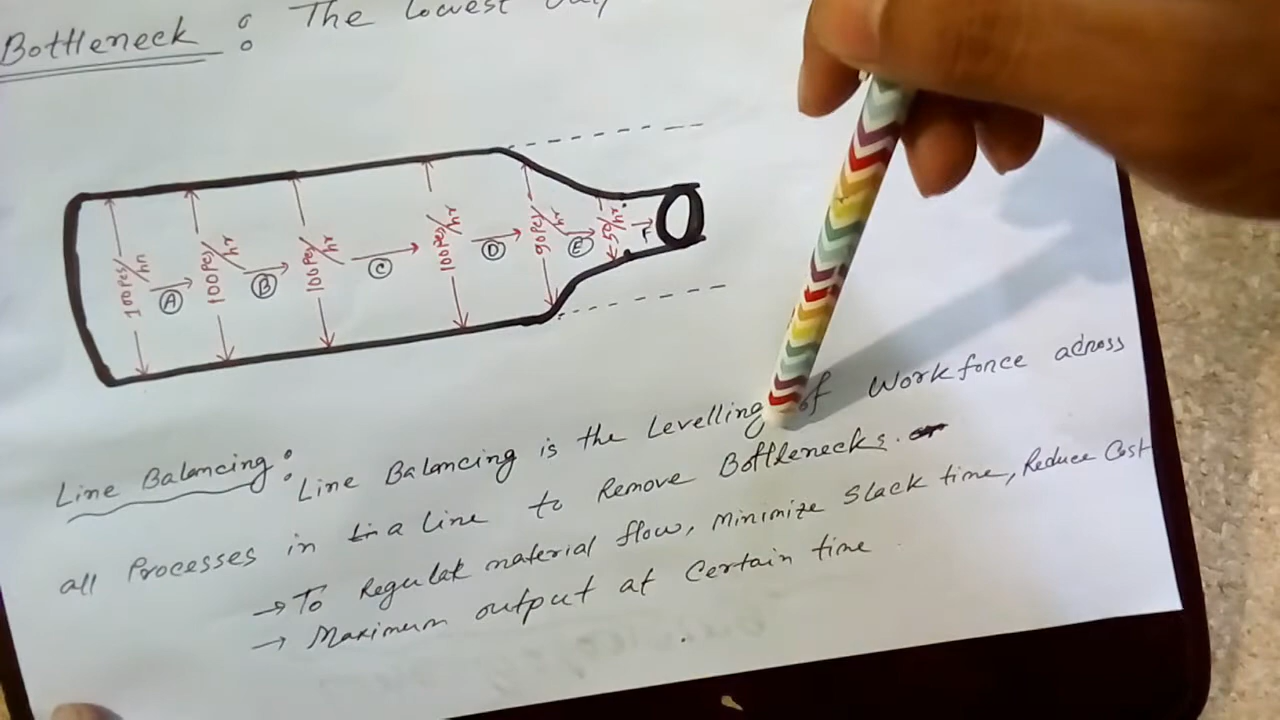 Bottleneck : The Lowest
100Pcs/hr
A
100Pcs/hr
B
100Pcs/hr
C
100Pcs/hr
D
90Pcs/hr
E
50/hr
F
Line Balancing : Line Balancing is the Levelling of Workforce across
all Processes in a line to Remove Bottlenecks.
→ To Regulat material flow, Minimize Slack time, Reduce Cost
→ Maximum output at Certain time